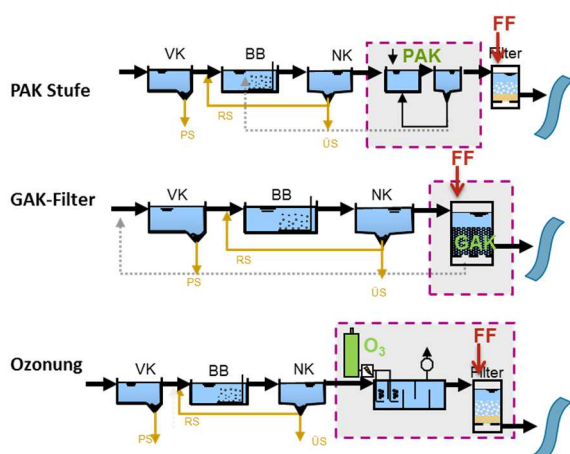 FF
VK BB NK PAK Filter
PAK Stufe
RS
PS ÜS
FF
VK BB NK
GAK-Filter
GAK
RS
PS ÜS
O3 FF
VK BB NK Filter
Ozonung
RS
PS ÜS